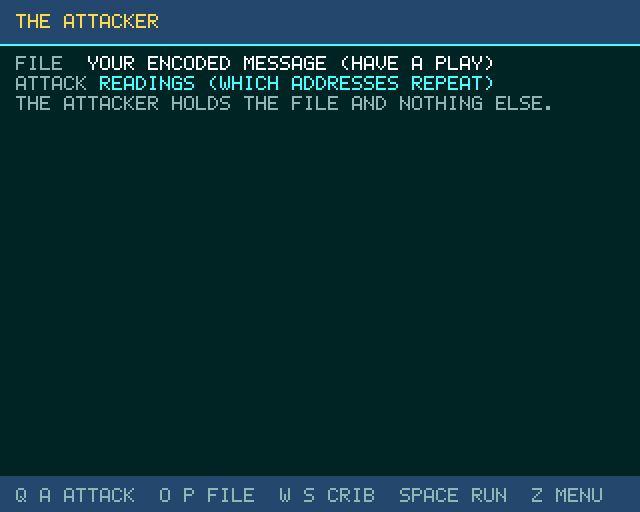 THE ATTACKER
FILE  YOUR ENCODED MESSAGE (HAVE A PLAY)
ATTACK READINGS (WHICH ADDRESSES REPEAT)
THE ATTACKER HOLDS THE FILE AND NOTHING ELSE.
Q A ATTACK  O P FILE  W S CRIB  SPACE RUN  Z MENU